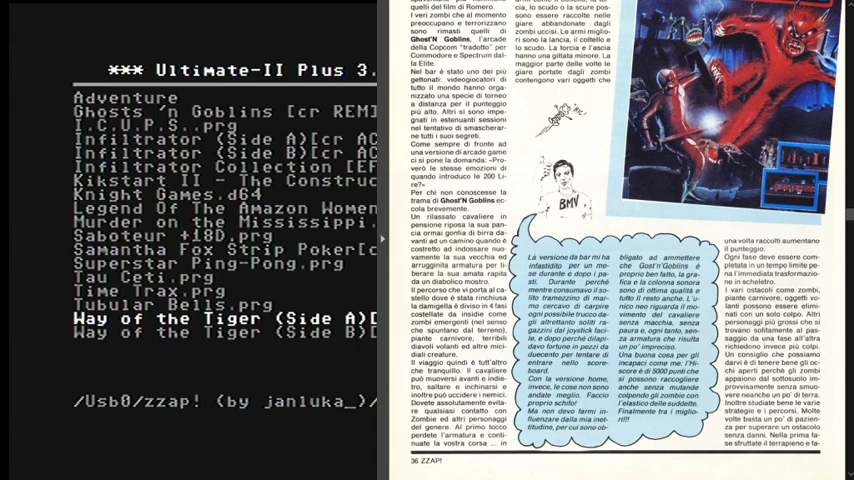 *** Ultimate-II Plus 3.
Adventure
Ghosts 'n Goblins [cr REM]
I.C.U.P.S..prg
Infiltrator (Side A)[cr AC
Infiltrator (Side B)[cr AC
Infiltrator Collection [EF
Kikstart II - The Construc
Knight Games.d64
Legend Of The Amazon Women
Murder on the Mississippi.
Saboteur +18D.prg
Samantha Fox Strip Poker[c
Superstar Ping-Pong.prg
Tau Ceti.prg
Time Trax.prg
Tubular Bells.prg
Way of the Tiger (Side A)[
Way of the Tiger (Side B)[
/Usb0/zzap! (by janluka_)/
quelli del film di Romero.
I veri zombi che al momento
preoccupano e terrorizzano
sono rimasti quelli di
Ghost'N Goblins, l'arcade
della Copcom "tradotto" per
Commodore e Spectrum dal-
la Elite.
Nel bar è stato uno dei più
gettonati: videogiocatori di
tutto il mondo hanno or-
nizzato una specie di torneo
a distanza per il punteggio
più alto. Altri si sono impe-
gnati in estenuanti sessioni
nel tentativo di smascherar-
ne tutti i suoi segreti.
Come sempre di fronte ad
una versione di arcade game
ci si pone la domanda: «Pro-
verò le stesse emozioni di
quando introduco le 200 Li-
re?»
Per chi non conoscesse la
trama di Ghost'N Goblins ec-
cola brevemente.
Un rilassato cavaliere in
pensione riposa la sua pan-
cia ormai gonfia di birra da-
vanti ad un camino quando è
costretto ad indossare nuo-
vamente la sua vecchia ed
arrugginita armatura per li-
berare la sua amata rapita
da un diabolico mostro.
Il percorso che vi porta al ca-
stello dove è stata rinchiusa
la damigella è diviso in 4 fasi
costellate da insidie come
zombi emergenti (nel senso
che spuntano dal terreno),
piante carnivore, terribili
diavoli volanti ed altre mici-
diali creature.
Il viaggio quindi è tutt'altro
che tranquillo. Il cavaliere
può muoversi avanti e indie-
tro, saltare e inchinarsi e
inoltre può uccidere i nemici.
Dovete assolutamente evita-
re qualsiasi contatto con
Zombie ed altri personaggi
del genere. Al primo tocco
perdete l'armatura e conti-
nuate la vostra corsa ... in
cia, lo scudo o la scure pos-
sono essere raccolte nelle
giare abbandonate dagli
zombi uccisi. Le armi miglio-
ri sono la lancia, il coltello e
lo scudo. La torcia e l'ascia
hanno una gittata minore. La
maggior parte delle volte le
giare portate dagli zombi
contengono vari oggetti che
BMV
La versione da bar mi ha
infastidito per un me-
se durante e dopo i pa-
sti. Durante perché
mentre consumavo il so-
lito tramezzino di mar-
mo cercavo di carpire
ogni possibile trucco da-
gli altrettanto soliti ra-
gazzini dal joystick faci-
le, e dopo perché dilapi-
davo fortune in pezzi da
duecento per tentare di
entrare nello score-
board.
Con la versione home,
invece, le cose non sono
andate meglio. Faccio
proprio schifo!
Ma non devo farmi in-
fluenzare dalla mia inet-
titudine, per cui sono ob-
bligato ad ammettere
che Gost'n'Goblins è
proprio ben fatto, la gra-
fica e la colonna sonora
sono di ottima qualità e
tutto il resto anche. L'u-
nico neo riguarda il mo-
vimento del cavaliere
senza macchia, senza
paura e, ogni tanto, sen-
za armatura che risulta
un po' impreciso.
Una buona cosa per gli
incapaci come me: l'Hi-
score è di 5000 punti che
si possono raccogliere
anche senza mutande
colpendo gli zombie con
l'elastico delle suddette.
Finalmente tra i miglio-
ri!!!
una volta raccolti aumentano
il punteggio.
Ogni fase deve essere com-
pletata in un tempo limite pe-
na l'immediata trasformazio-
ne in scheletro.
I vari ostacoli come zombi,
piante carnivore, oggetti vo-
lanti possono essere elimi-
nati con un solo colpo. Altri
personaggi più grossi che si
trovano solitamente al pas-
saggio da una fase all'altra
richiedono invece più colpi.
Un consiglio che possiamo
darvi è di tenere bene gli oc-
chi aperti perché gli zombi
appaiono dal sottosuolo im-
provvisamente senza smuo-
vere neanche un po' di terra.
Inoltre studiate bene le varie
strategie e i percorsi. Molte
volte basta un po' di pazien-
za per superare un ostacolo
senza danni. Nella prima fa-
se sfruttate il terrapieno e fa-
36 ZZAP!